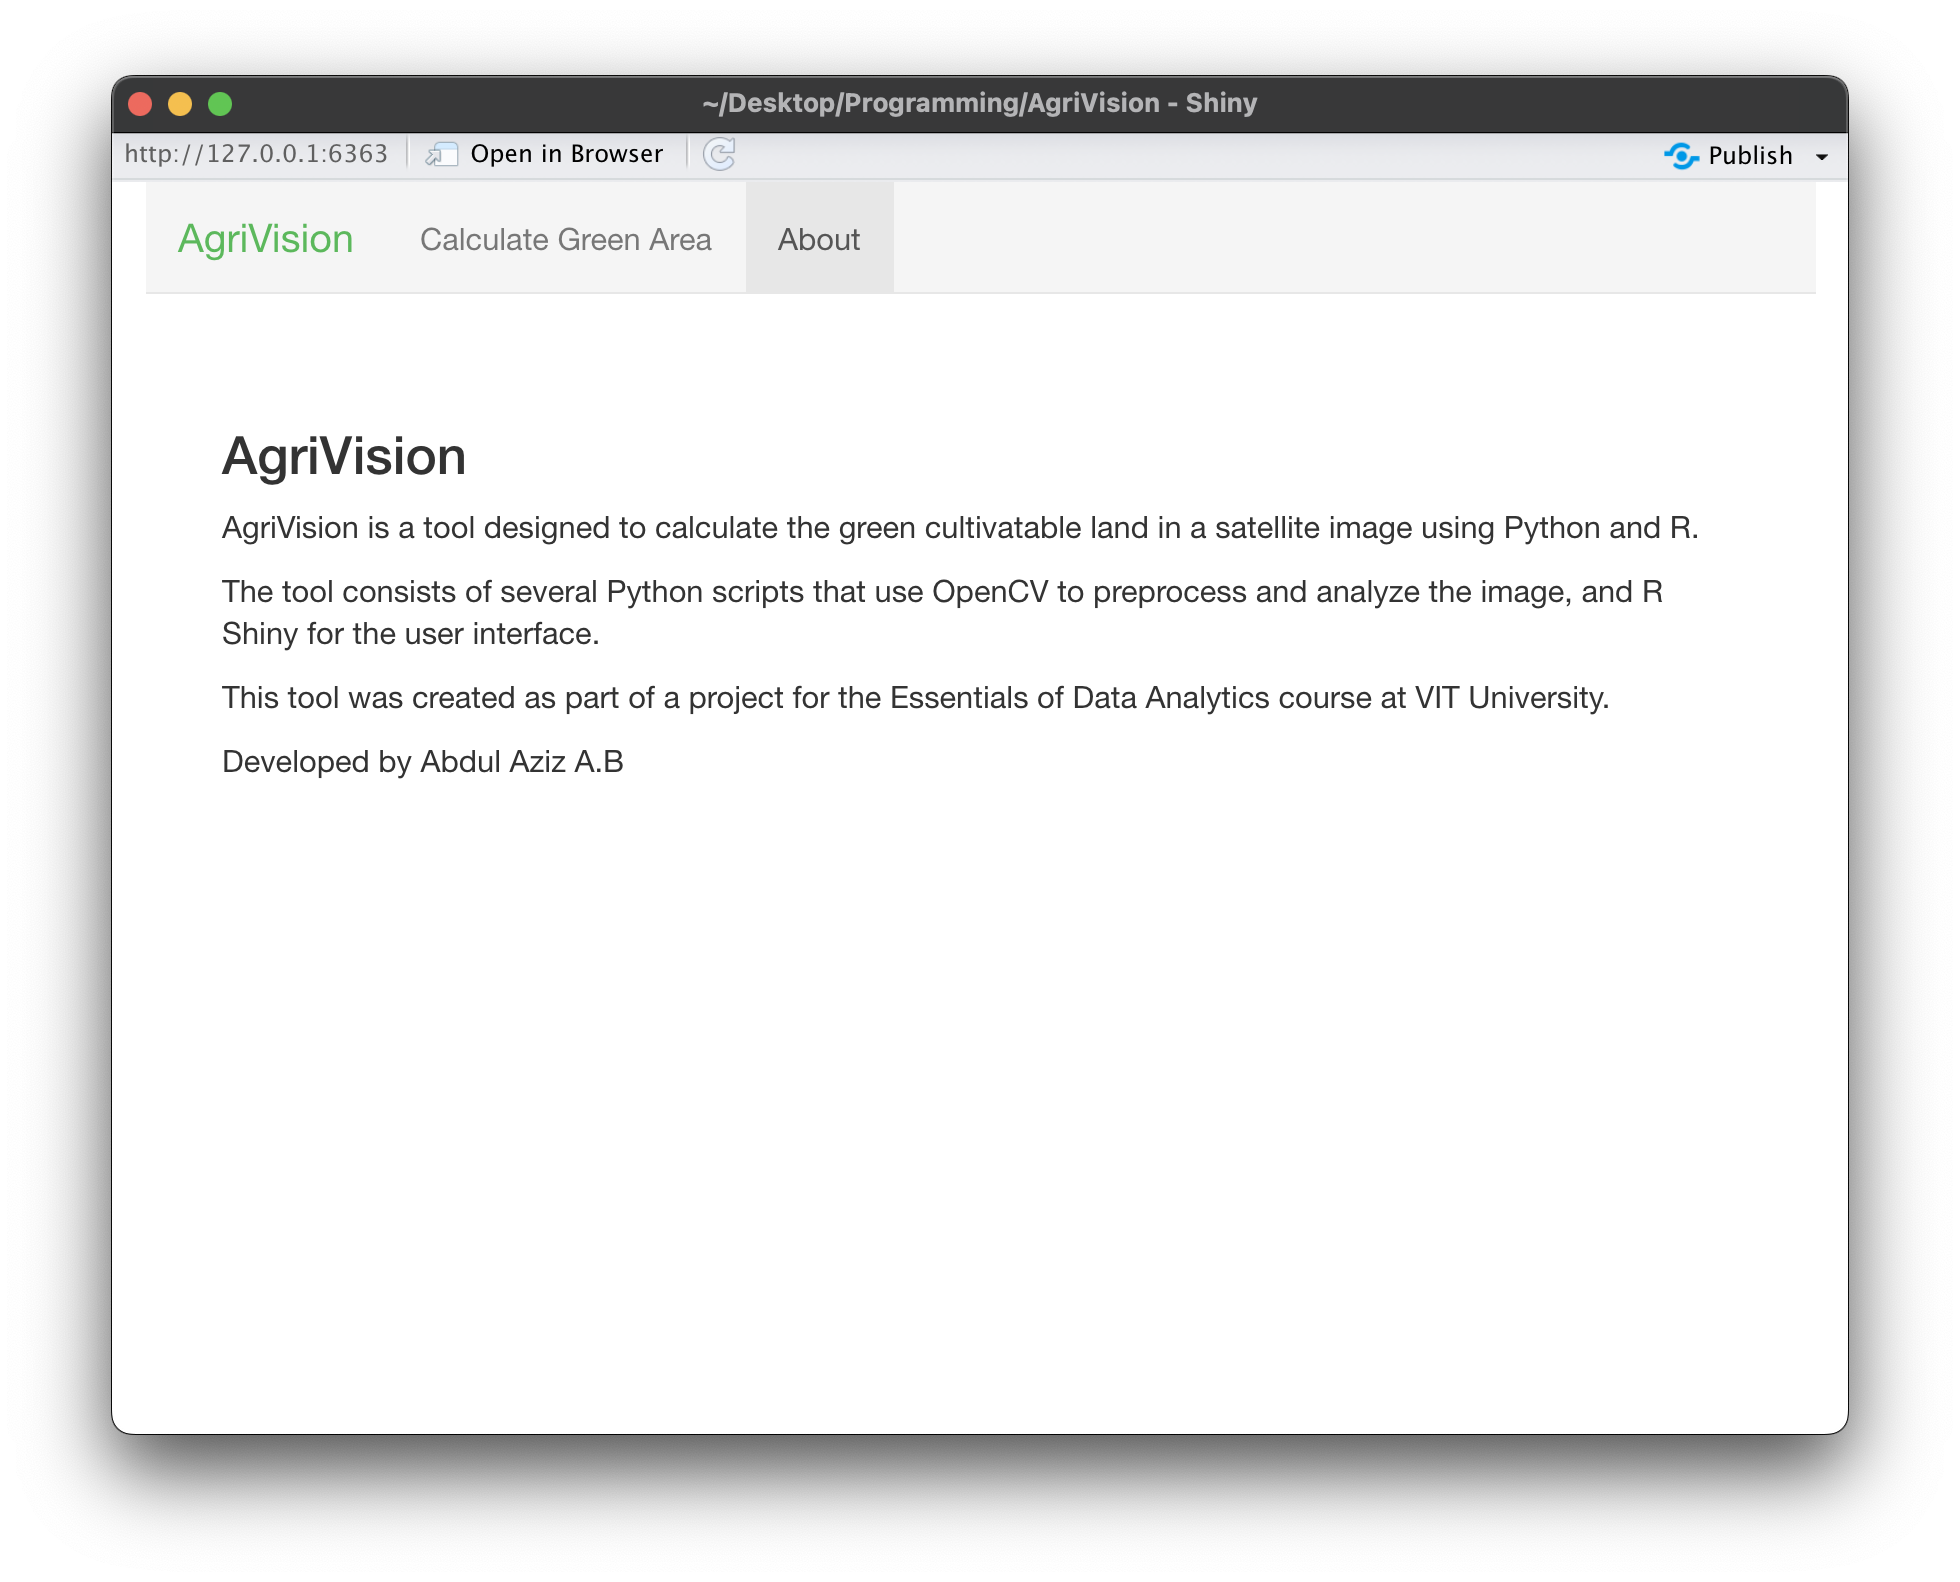 ~/Desktop/Programming/AgriVision - Shiny
http://127.0.0.1:6363 Open in Browser Publish
AgriVision Calculate Green Area About
AgriVision
AgriVision is a tool designed to calculate the green cultivatable land in a satellite image using Python and R.
The tool consists of several Python scripts that use OpenCV to preprocess and analyze the image, and R
Shiny for the user interface.
This tool was created as part of a project for the Essentials of Data Analytics course at VIT University.
Developed by Abdul Aziz A.B